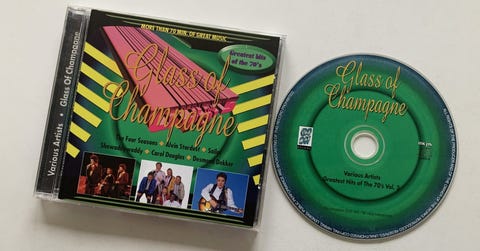 Various Artists • Glass Of Champagne
MORE THAN 70 MIN. OF GREAT MUSIC
Greatest hits
of the 70's
Glass of
Champagne
The Four Seasons ★ Alvin Stardust ★ Sailor
Showaddywaddy ★ Carol Douglas ★ Desmond Dekker
Glass of
Champagne
Various Artists
Greatest Hits Of The 70's Vol. 3